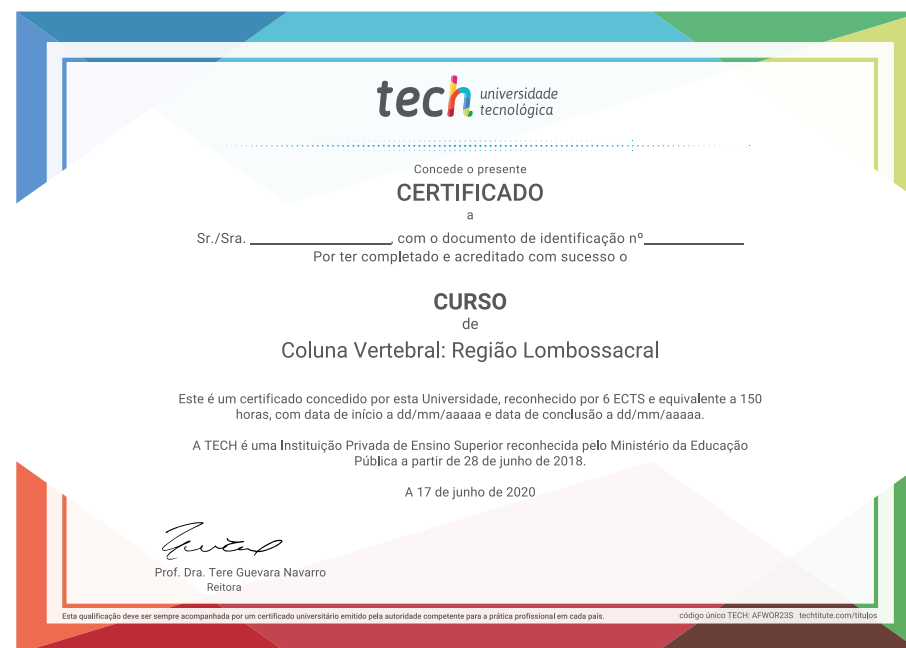 tech universidade
tecnológica
Concede o presente
CERTIFICADO
a
Sr./Sra. , com o documento de identificação nº
Por ter completado e acreditado com sucesso o
CURSO
de
Coluna Vertebral: Região Lombossacral
Este é um certificado concedido por esta Universidade, reconhecido por 6 ECTS e equivalente a 150
horas, com data de início a dd/mm/aaaaa e data de conclusão a dd/mm/aaaaa.
A TECH é uma Instituição Privada de Ensino Superior reconhecida pelo Ministério da Educação
Pública a partir de 28 de junho de 2018.
A 17 de junho de 2020
Prof. Dra. Tere Guevara Navarro
Reitora
Esta qualificação deve ser sempre acompanhada por um certificado universitário emitido pela autoridade competente para a prática profissional em cada país. código único TECH: AFWOR23S techtitute.com/titulos